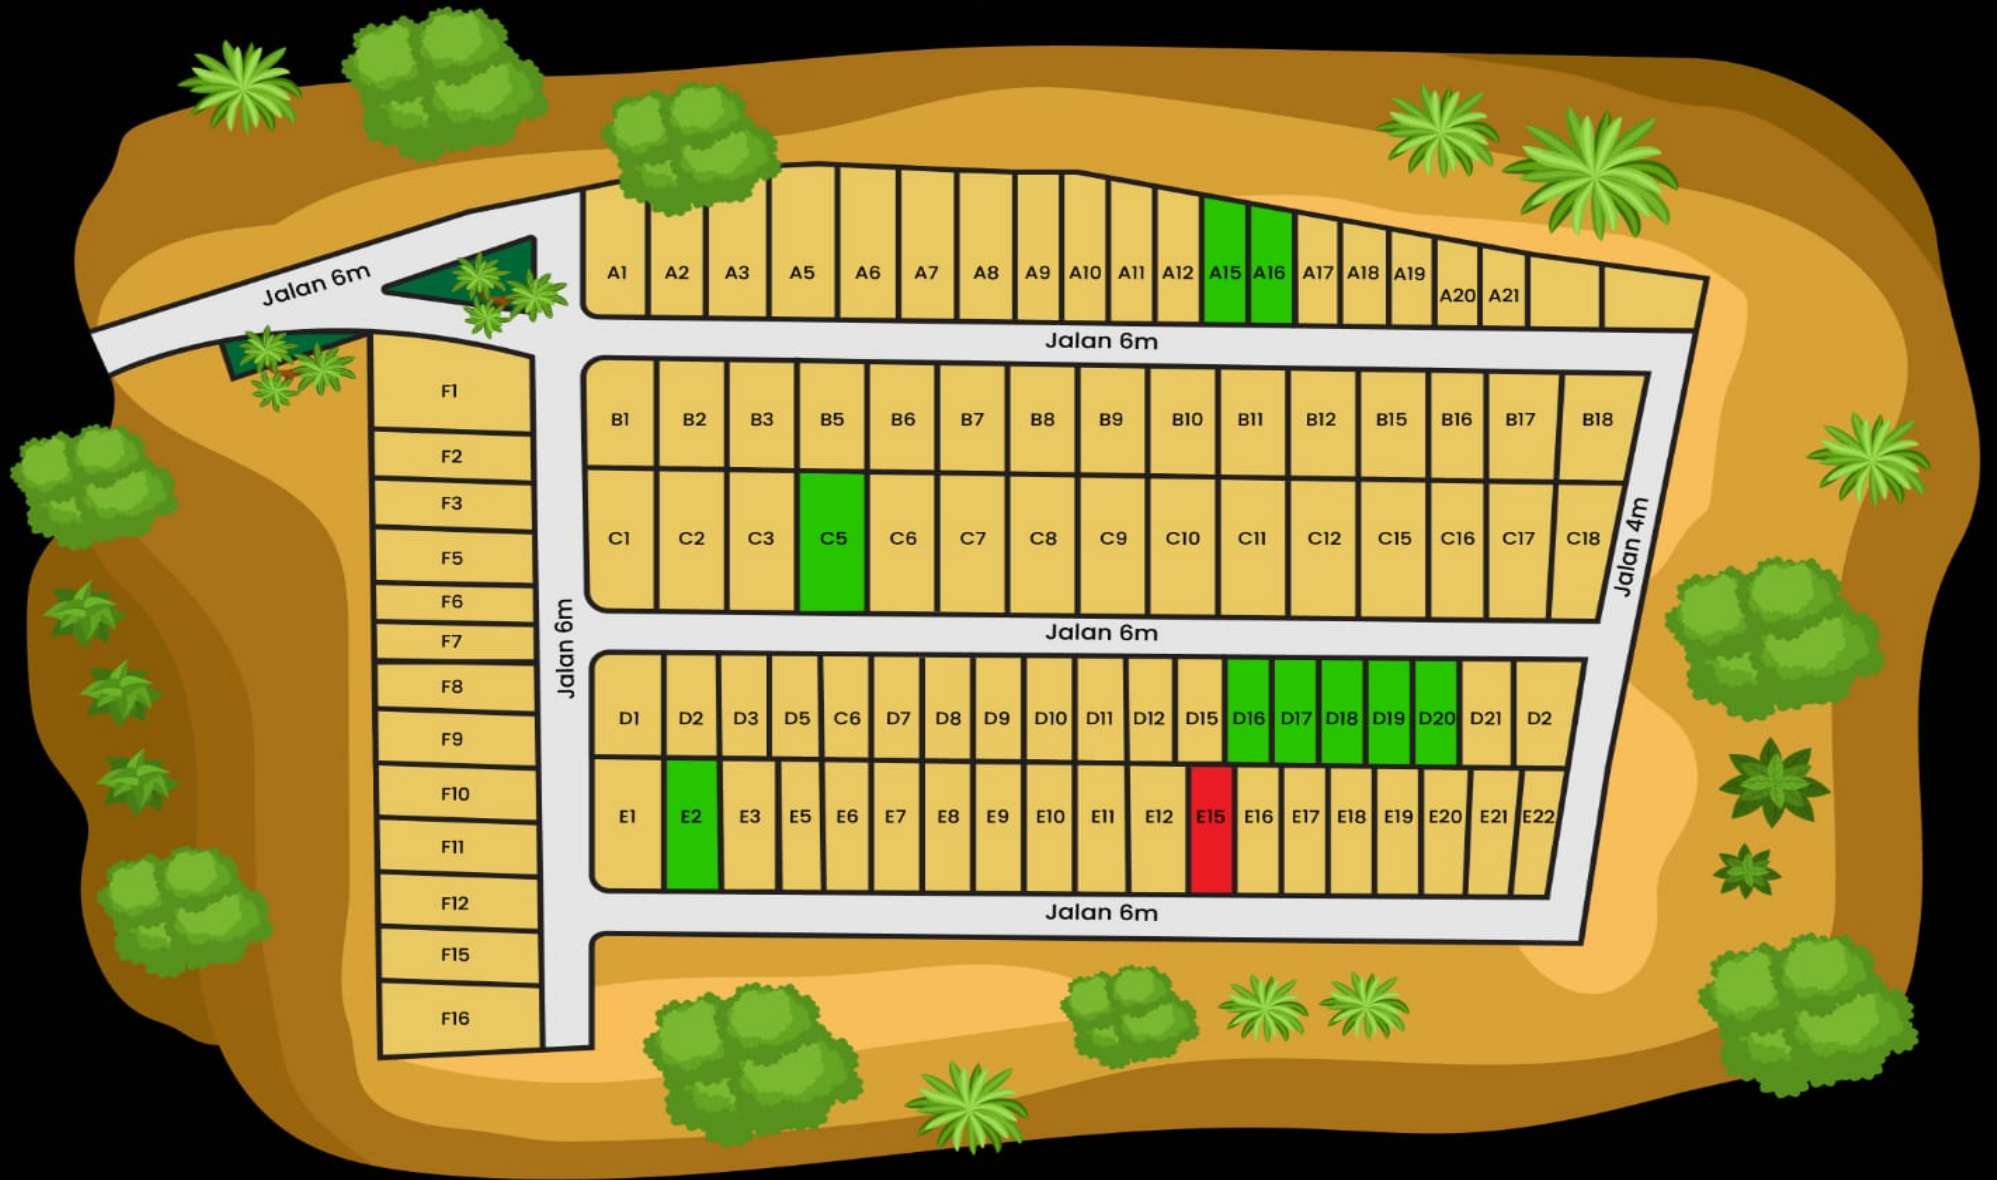 Jalan 6m
A1 A2 A3 A5 A6 A7 A8 A9 A10 A11 A12 A15 A16 A17 A18 A19 A20 A21
Jalan 6m
B1 B2 B3 B5 B6 B7 B8 B9 B10 B11 B12 B15 B16 B17 B18
C1 C2 C3 C5 C6 C7 C8 C9 C10 C11 C12 C15 C16 C17 C18
Jalan 4m
Jalan 6m
Jalan 6m
D1 D2 D3 D5 C6 D7 D8 D9 D10 D11 D12 D15 D16 D17 D18 D19 D20 D21 D2
E1 E2 E3 E5 E6 E7 E8 E9 E10 E11 E12 E15 E16 E17 E18 E19 E20 E21 E22
Jalan 6m
F1
F2
F3
F5
F6
F7
F8
F9
F10
F11
F12
F15
F16